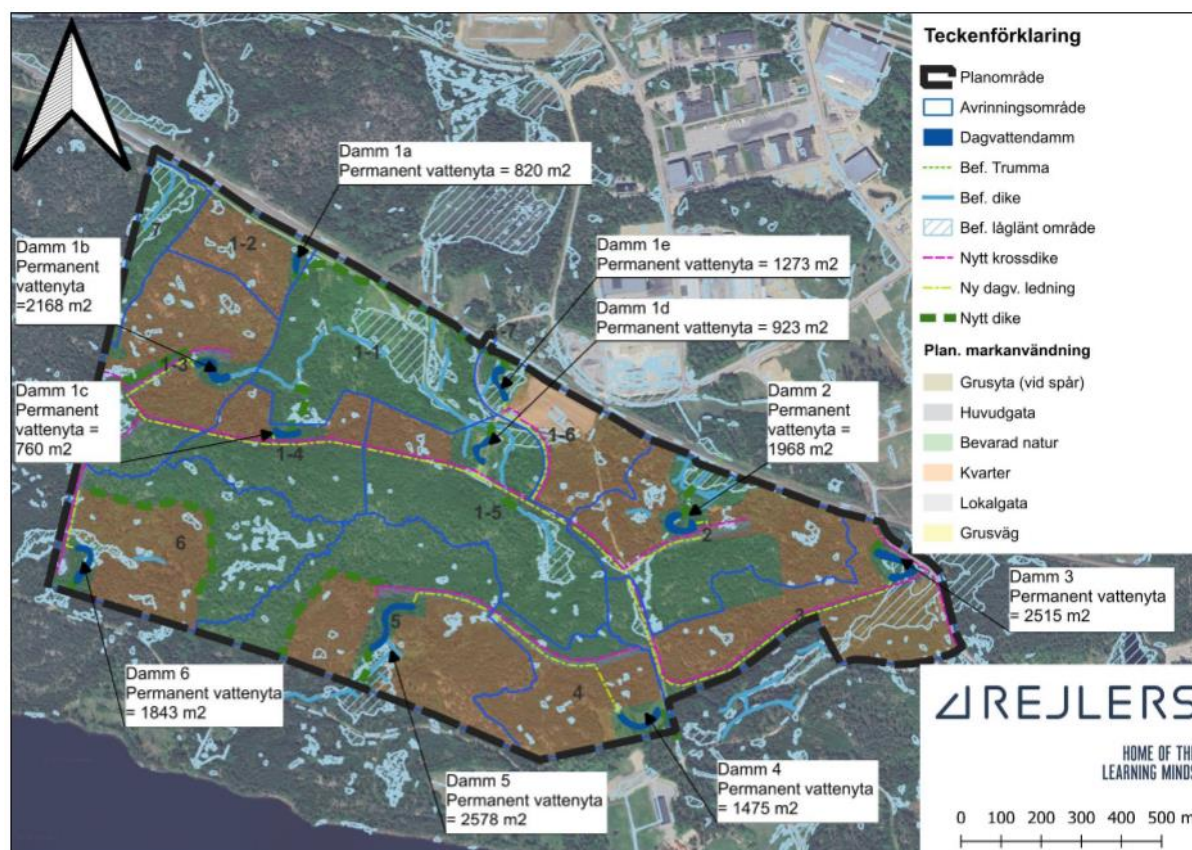 Damm 1a
Permanent vattenyta = 820 m2
Damm 1b
Permanent
vattenyta
=2168 m2
Damm 1e
Permanent vattenyta = 1273 m2
Damm 1d
Permanent vattenyta = 923 m2
Damm 1c
Permanent
vattenyta =
760 m2
Damm 2
Permanent
vattenyta =
1968 m2
Damm 3
Permanent vattenyta
= 2515 m2
Damm 6
Permanent vattenyta
= 1843 m2
Damm 5
Permanent vattenyta
= 2578 m2
Damm 4
Permanent vattenyta
= 1475 m2
7
1-2
1-1
1-3
1-4
1-5
1-6
2
3
4
5
6
Teckenförklaring
Planområde
Avrinningsområde
Dagvattendamm
Bef. Trumma
Bef. dike
Bef. låglänt område
Nytt krossdike
Ny dagv. ledning
Nytt dike
Plan. markanvändning
Grusyta (vid spår)
Huvudgata
Bevarad natur
Kvarter
Lokalgata
Grusväg
REJLERS
HOME OF THE
LEARNING MINDS
0 100 200 300 400 500 m